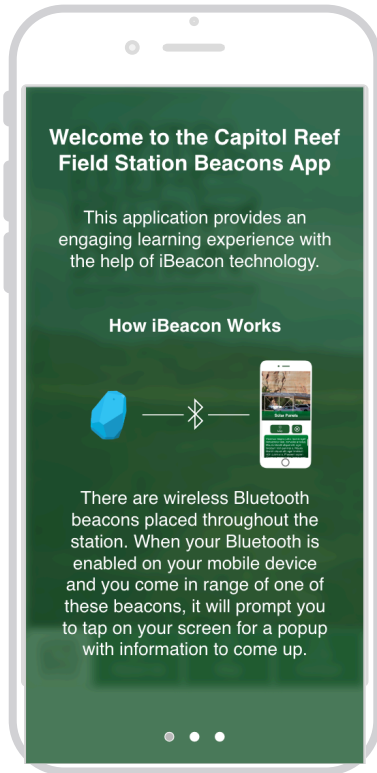 Welcome to the Capitol Reef
Field Station Beacons App
This application provides an
engaging learning experience with
the help of iBeacon technology.
How iBeacon Works
Solar Panels
There are wireless Bluetooth
beacons placed throughout the
station. When your Bluetooth is
enabled on your mobile device
and you come in range of one of
these beacons, it will prompt you
to tap on your screen for a popup
with information to come up.